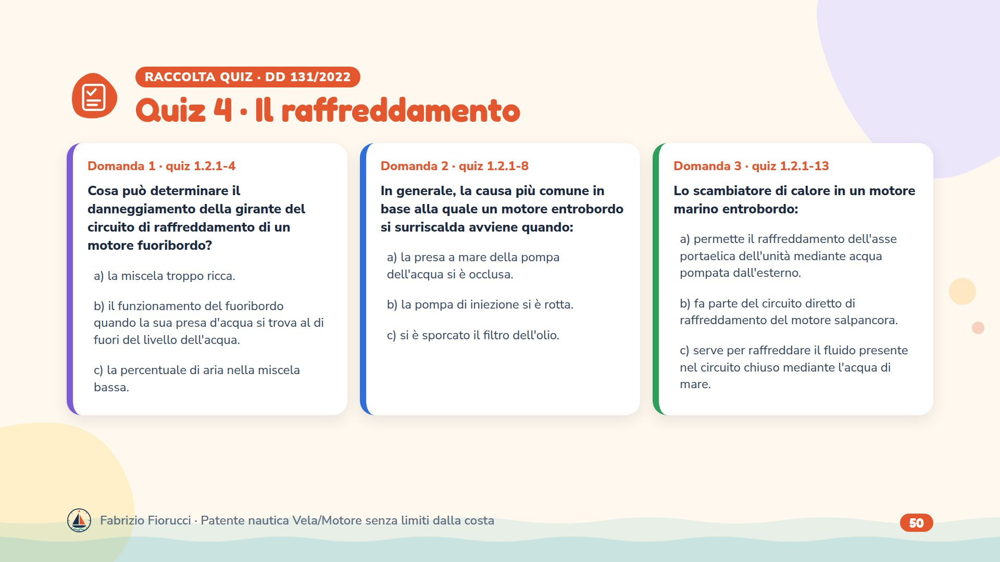 RACCOLTA QUIZ · DD 131/2022
Quiz 4 · Il raffreddamento
Domanda 1 · quiz 1.2.1-4
Cosa può determinare il
danneggiamento della girante del
circuito di raffreddamento di un
motore fuoribordo?
a) la miscela troppo ricca.
b) il funzionamento del fuoribordo
quando la sua presa d'acqua si trova al di
fuori del livello dell'acqua.
c) la percentuale di aria nella miscela
bassa.
Domanda 2 · quiz 1.2.1-8
In generale, la causa più comune in
base alla quale un motore entrobordo
si surriscalda avviene quando:
a) la presa a mare della pompa
dell'acqua si è occlusa.
b) la pompa di iniezione si è rotta.
c) si è sporcato il filtro dell'olio.
Domanda 3 · quiz 1.2.1-13
Lo scambiatore di calore in un motore
marino entrobordo:
a) permette il raffreddamento dell'asse
portaelica dell'unità mediante acqua
pompata dall'esterno.
b) fa parte del circuito diretto di
raffreddamento del motore salpancora.
c) serve per raffreddare il fluido presente
nel circuito chiuso mediante l'acqua di
mare.
Fabrizio Fiorucci · Patente nautica Vela/Motore senza limiti dalla costa
50